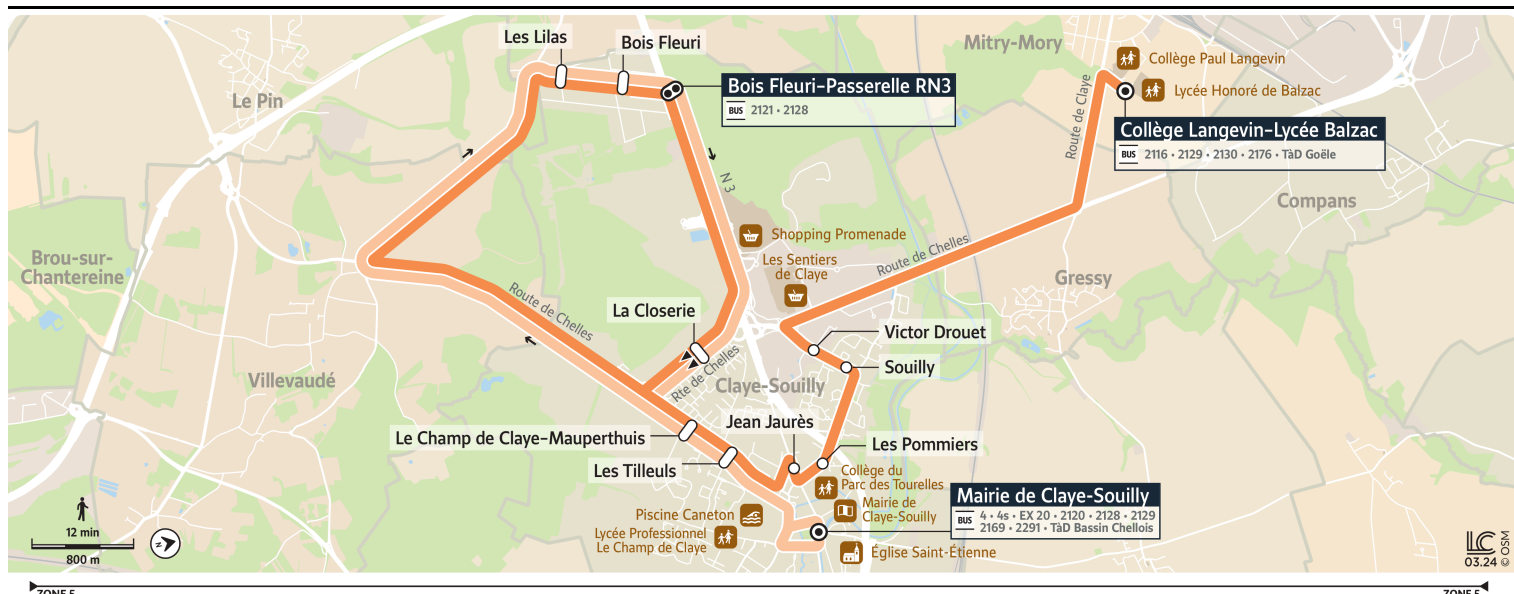 Les Lilas
Bois Fleuri
Mitry-Mory
Collège Paul Langevin
Lycée Honoré de Balzac
Bois Fleuri–Passerelle RN3
BUS 2121 • 2128
Le Pin
Route de Claye
Collège Langevin–Lycée Balzac
BUS 2116 • 2129 • 2130 • 2176 • TàD Goële
N 3
Compans
Shopping Promenade
Brou-sur-
Chantereine
Les Sentiers
de Claye
Route de Chelles
Gressy
Route de Chelles
La Closerie
Victor Drouet
Rte de Chelles
Souilly
Villevaudé
Claye-Souilly
Jean Jaurès
Le Champ de Claye–Mauperthuis
Les Pommiers
Les Tilleuls
Collège du
Parc des Tourelles
Mairie de
Claye-Souilly
Mairie de Claye-Souilly
BUS 4 • 4s • EX 20 • 2120 • 2128 • 2129
2169 • 2291 • TàD Bassin Chellois
Piscine Caneton
Lycée Professionnel
Le Champ de Claye
Église Saint-Étienne
12 min
800 m
N
LC
03.24 © OSM
ZONE 5
ZONE 5